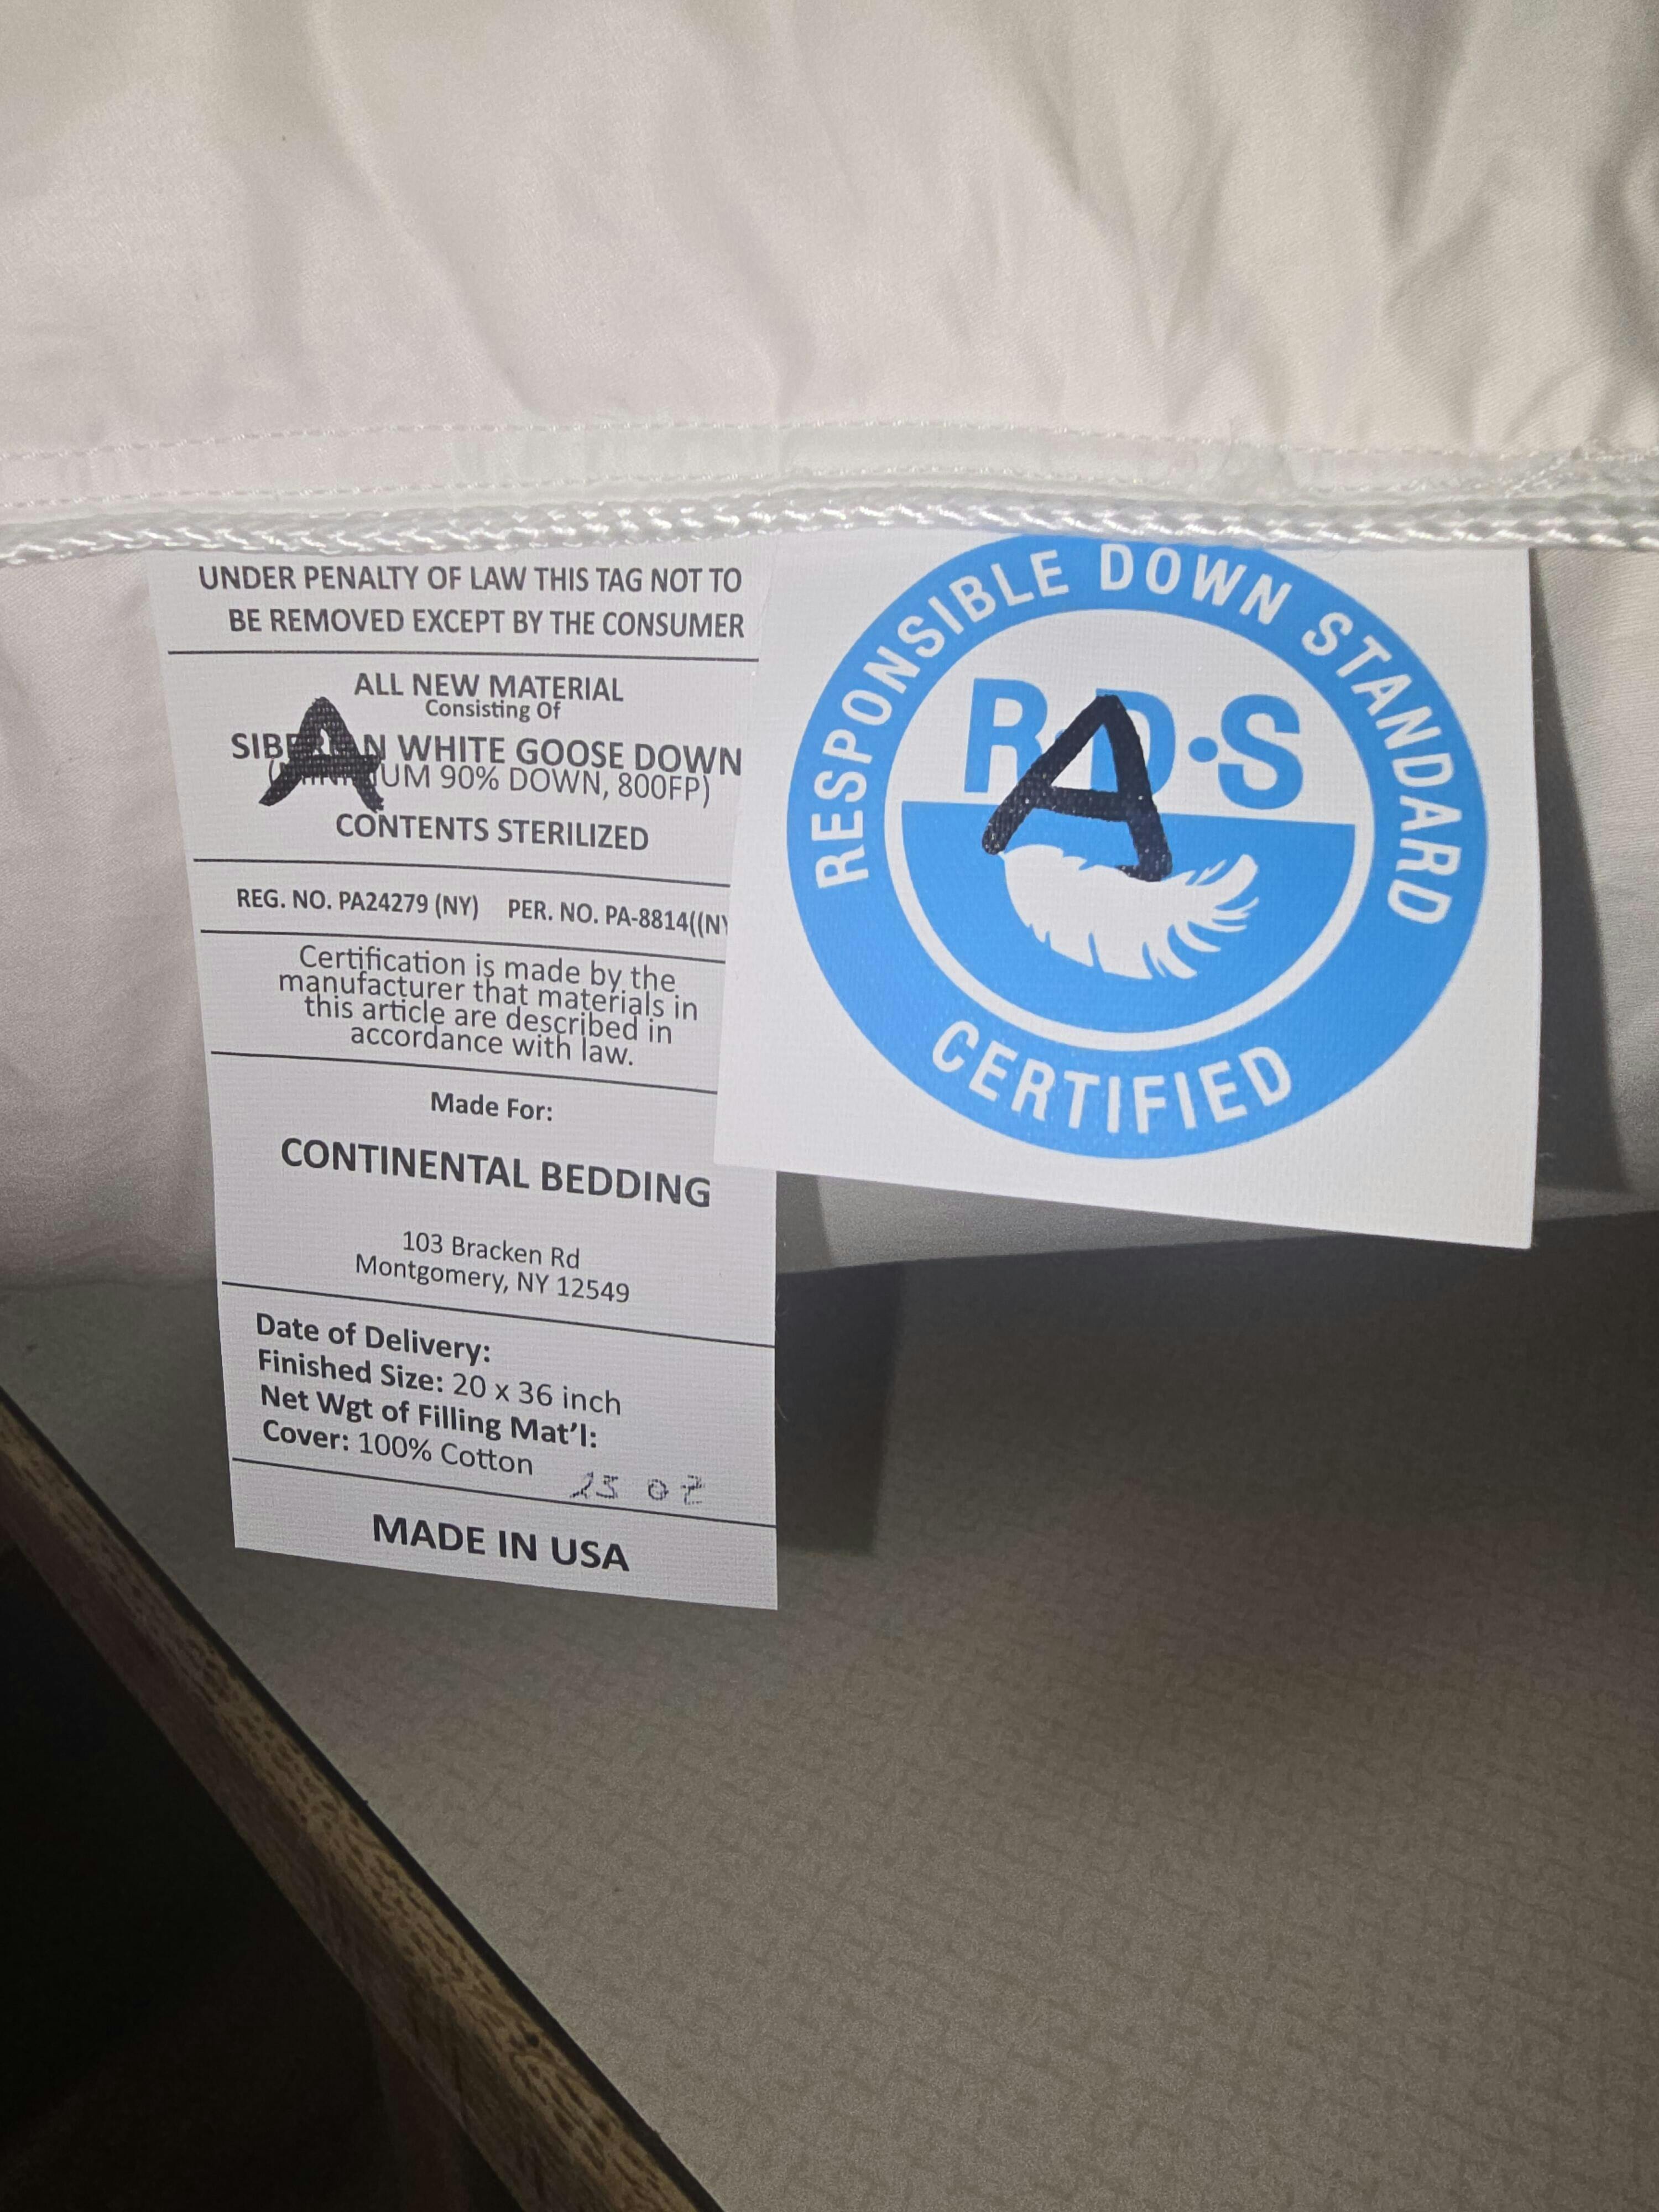 UNDER PENALTY OF LAW THIS TAG NOT TO
BE REMOVED EXCEPT BY THE CONSUMER
ALL NEW MATERIAL
Consisting Of
SIBERIAN WHITE GOOSE DOWN
(MINIMUM 90% DOWN, 800FP)
A
CONTENTS STERILIZED
REG. NO. PA24279 (NY) PER. NO. PA-8814((NY
Certification is made by the
manufacturer that materials in
this article are described in
accordance with law.
Made For:
CONTINENTAL BEDDING
103 Bracken Rd
Montgomery, NY 12549
Date of Delivery:
Finished Size: 20 x 36 inch
Net Wgt of Filling Mat'l:
Cover: 100% Cotton
25 oz
MADE IN USA
RESPONSIBLE DOWN STANDARD
R·D·S
A
CERTIFIED